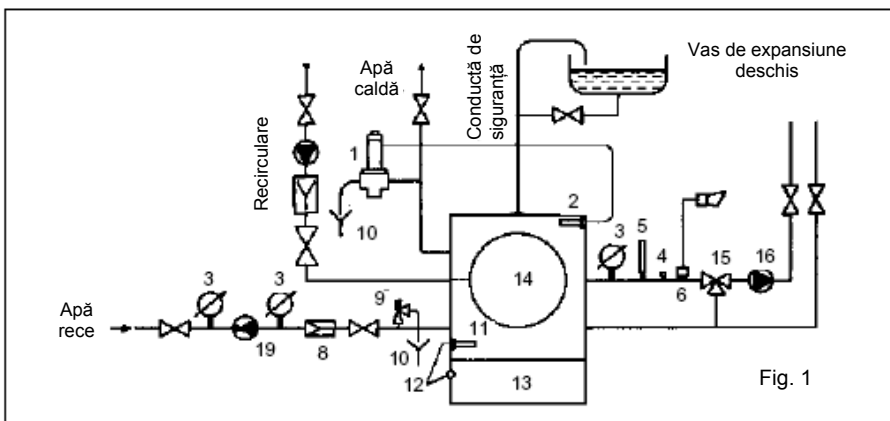 Apă
caldă
Conductă de
siguranță
Vas de expansiune
deschis
Recirculare
1
10
2
3
5
4
6
15
16
14
Apă
rece
3
3
19
8
9
10
11
12
13
Fig. 1